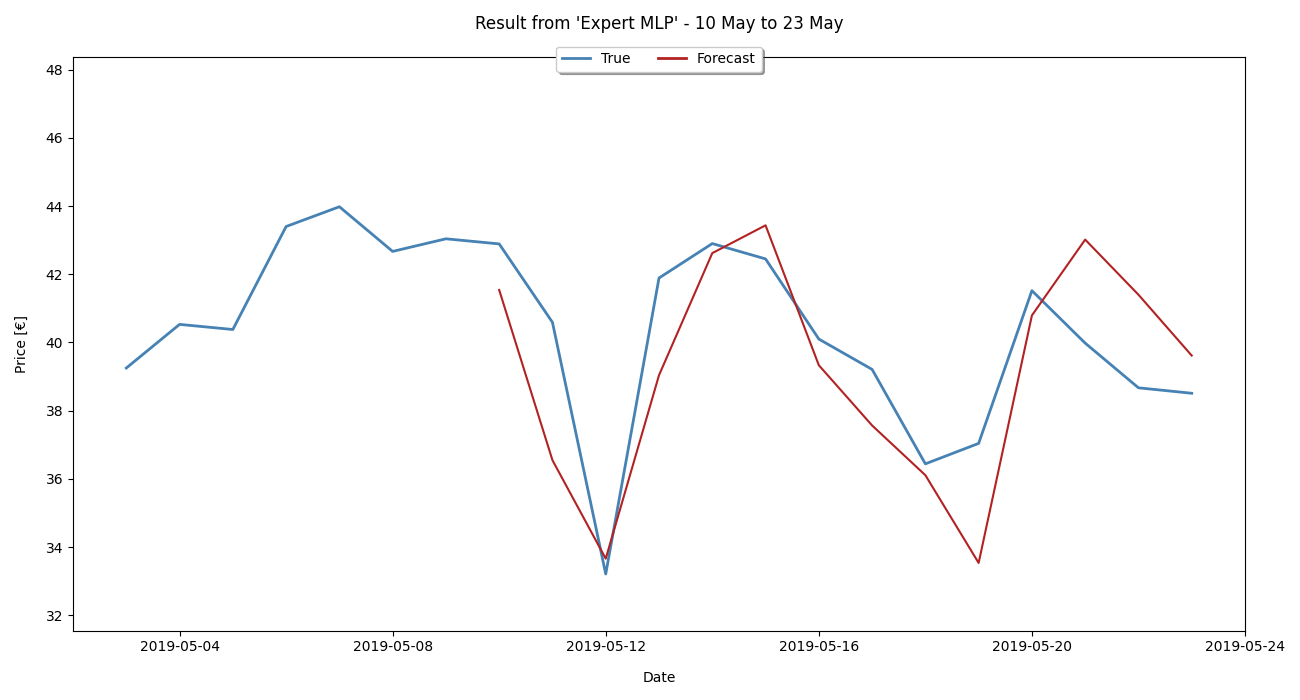 Result from 'Expert MLP' - 10 May to 23 May
True Forecast
48
46
44
42
40
38
36
34
32
Price [€]
2019-05-04 2019-05-08 2019-05-12 2019-05-16 2019-05-20 2019-05-24
Date